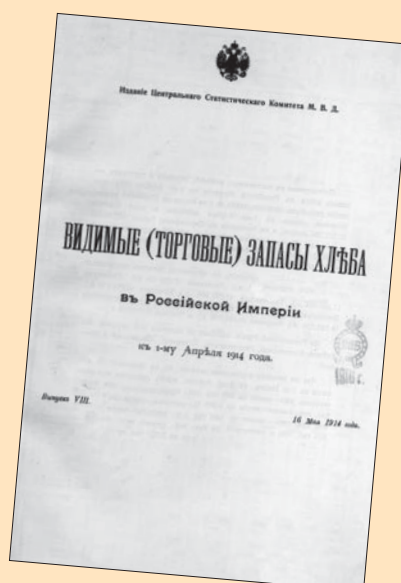 Изданіе Центральнаго Статистическаго Комитета М. В. Д.
ВИДИМЫЕ (ТОРГОВЫЕ) ЗАПАСЫ ХЛѢБА
въ Россійской Имперіи
къ 1-му Апрѣля 1914 года.
Выпускъ VIII.
16 Мая 1914 года.